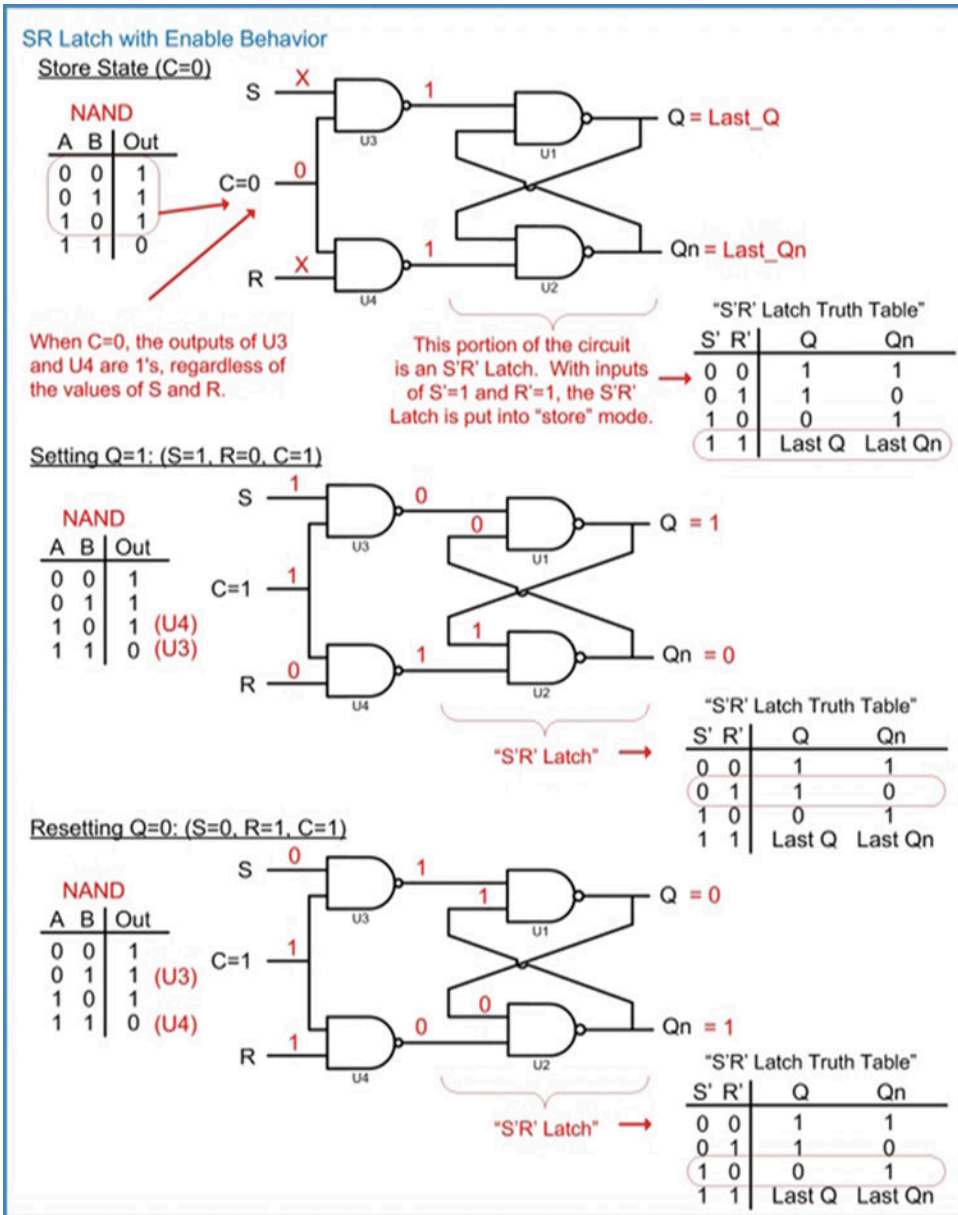 SR Latch with Enable Behavior
Store State (C=0)
NAND
A B Out
0 0 1
0 1 1
1 0 1
1 1 0
S X 1
U3
C=0 0
R X 1
U4
U1
U2
Q = Last_Q
Qn = Last_Qn
When C=0, the outputs of U3
and U4 are 1's, regardless of
the values of S and R.
This portion of the circuit
is an S'R' Latch. With inputs
of S'=1 and R'=1, the S'R'
Latch is put into “store” mode.
“S'R' Latch Truth Table”
S' R' Q Qn
0 0 1 1
0 1 1 0
1 0 0 1
1 1 Last Q Last Qn
Setting Q=1: (S=1, R=0, C=1)
NAND
A B Out
0 0 1
0 1 1
1 0 1 (U4)
1 1 0 (U3)
S 1 0
U3
C=1 1
R 0 1
U4
0
U1
1
U2
Q = 1
Qn = 0
“S'R' Latch”
“S'R' Latch Truth Table”
S' R' Q Qn
0 0 1 1
0 1 1 0
1 0 0 1
1 1 Last Q Last Qn
Resetting Q=0: (S=0, R=1, C=1)
NAND
A B Out
0 0 1
0 1 1 (U3)
1 0 1
1 1 0 (U4)
S 0 1
U3
C=1 1
R 1 0
U4
1
U1
0
U2
Q = 0
Qn = 1
“S'R' Latch”
“S'R' Latch Truth Table”
S' R' Q Qn
0 0 1 1
0 1 1 0
1 0 0 1
1 1 Last Q Last Qn